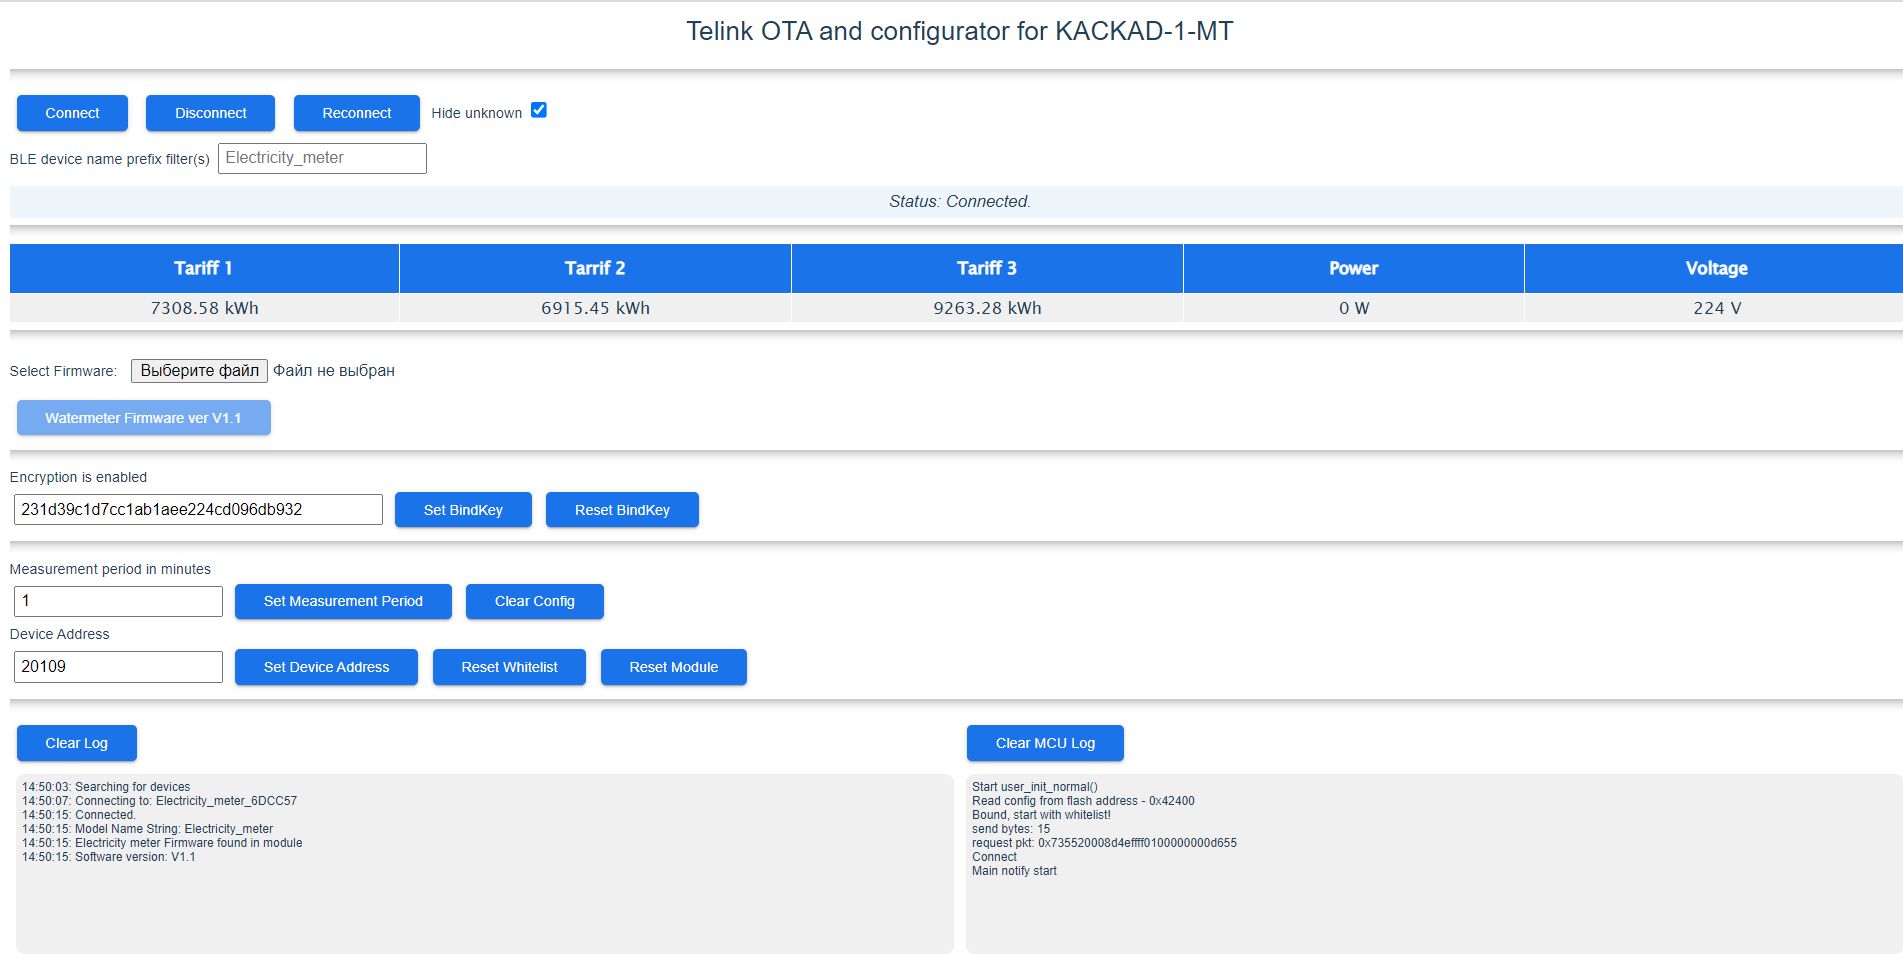 Telink OTA and configurator for KACKAD-1-MT
Connect Disconnect Reconnect Hide unknown
BLE device name prefix filter(s) Electricity_meter
Status: Connected.
Tariff 1 Tarrif 2 Tariff 3 Power Voltage
7308.58 kWh 6915.45 kWh 9263.28 kWh 0 W 224 V
Select Firmware: Выберите файл Файл не выбран
Watermeter Firmware ver V1.1
Encryption is enabled
231d39c1d7cc1ab1aee224cd096db932 Set BindKey Reset BindKey
Measurement period in minutes
1 Set Measurement Period Clear Config
Device Address
20109 Set Device Address Reset Whitelist Reset Module
Clear Log
14:50:03: Searching for devices
14:50:07: Connecting to: Electricity_meter_6DCC57
14:50:15: Connected.
14:50:15: Model Name String: Electricity_meter
14:50:15: Electricity meter Firmware found in module
14:50:15: Software version: V1.1
Clear MCU Log
Start user_init_normal()
Read config from flash address - 0x42400
Bound, start with whitelist!
send bytes: 15
request pkt: 0x735520008d4effff0100000000d655
Connect
Main notify start